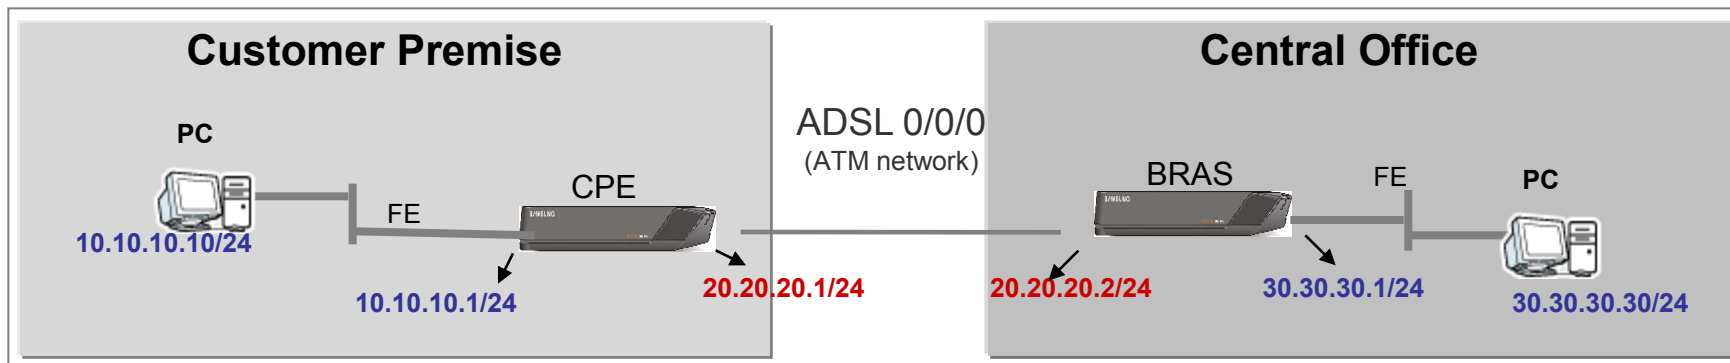 Customer Premise
Central Office
ADSL 0/0/0
(ATM network)
PC
CPE
BRAS
FE
PC
FE
10.10.10.10/24
10.10.10.1/24
20.20.20.1/24
20.20.20.2/24
30.30.30.1/24
30.30.30.30/24